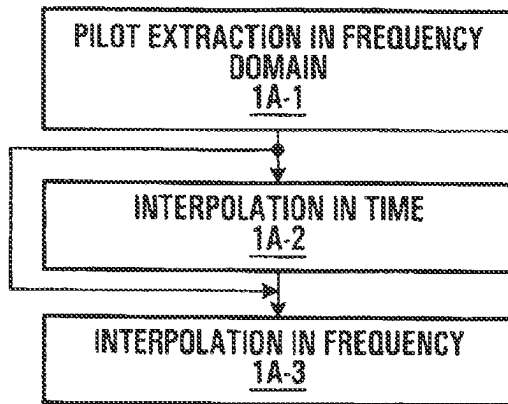 PILOT EXTRACTION IN FREQUENCY
DOMAIN
1A-1
INTERPOLATION IN TIME
1A-2
INTERPOLATION IN FREQUENCY
1A-3